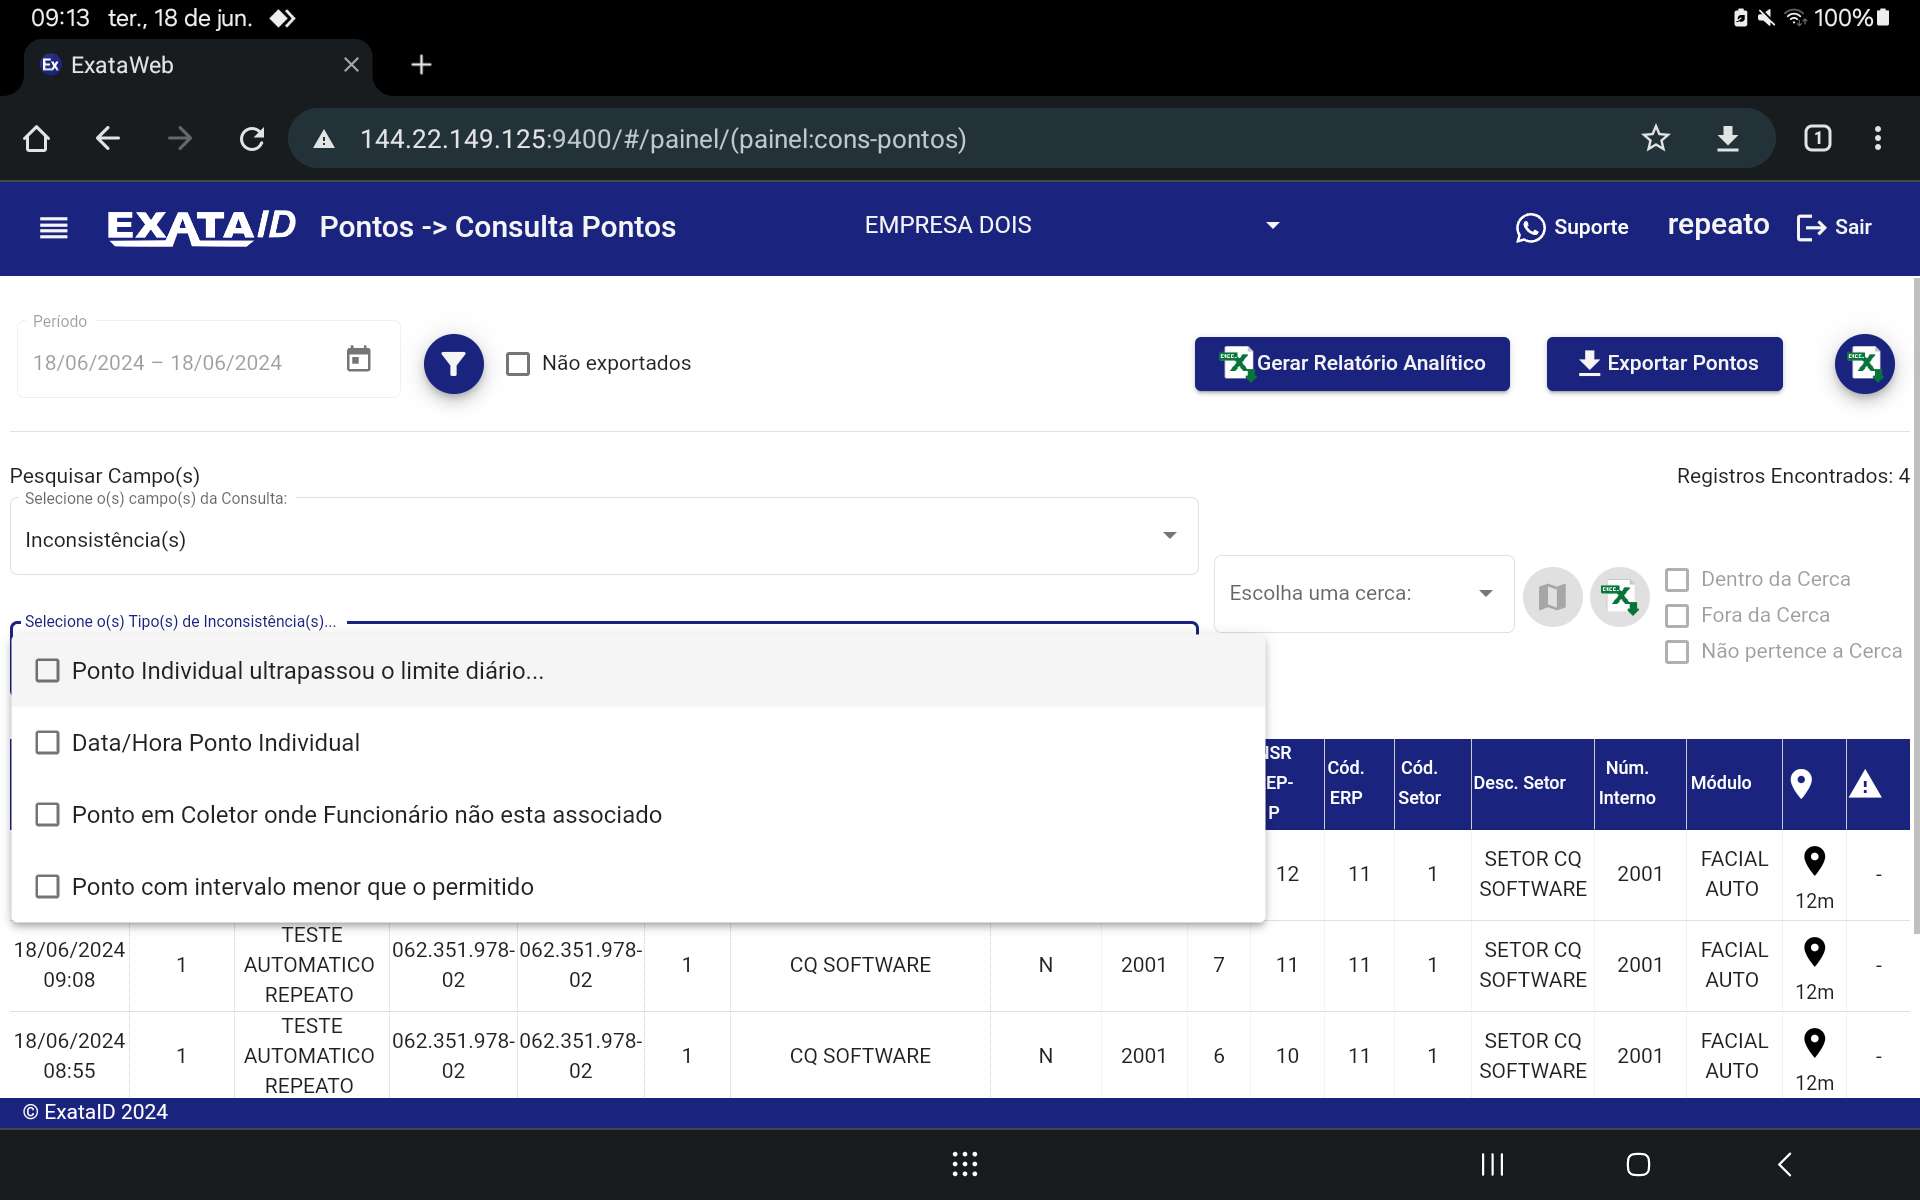 09:13 ter., 18 de jun. 100%
Ex ExataWeb
144.22.149.125:9400/#/painel/(painel:cons-pontos) 1
EXATAID Pontos -> Consulta Pontos EMPRESA DOIS Suporte repeato Sair
Período
18/06/2024 – 18/06/2024 Não exportados Gerar Relatório Analítico Exportar Pontos
Pesquisar Campo(s) Registros Encontrados: 4
Selecione o(s) campo(s) da Consulta:
Inconsistência(s)
Escolha uma cerca:
Dentro da Cerca
Fora da Cerca
Não pertence a Cerca
Selecione o(s) Tipo(s) de Inconsistência(s)...
Ponto Individual ultrapassou o limite diário...
Data/Hora Ponto Individual
Ponto em Coletor onde Funcionário não esta associado
Ponto com intervalo menor que o permitido
Cód. ERP Cód. Setor Desc. Setor Núm. Interno Módulo
12 11 1 SETOR CQ SOFTWARE 2001 FACIAL AUTO 12m -
18/06/2024 09:08 1 TESTE AUTOMATICO REPEATO 062.351.978-02 062.351.978-02 1 CQ SOFTWARE N 2001 7 11 11 1 SETOR CQ SOFTWARE 2001 FACIAL AUTO 12m -
18/06/2024 08:55 1 TESTE AUTOMATICO REPEATO 062.351.978-02 062.351.978-02 1 CQ SOFTWARE N 2001 6 10 11 1 SETOR CQ SOFTWARE 2001 FACIAL AUTO 12m -
© ExataID 2024